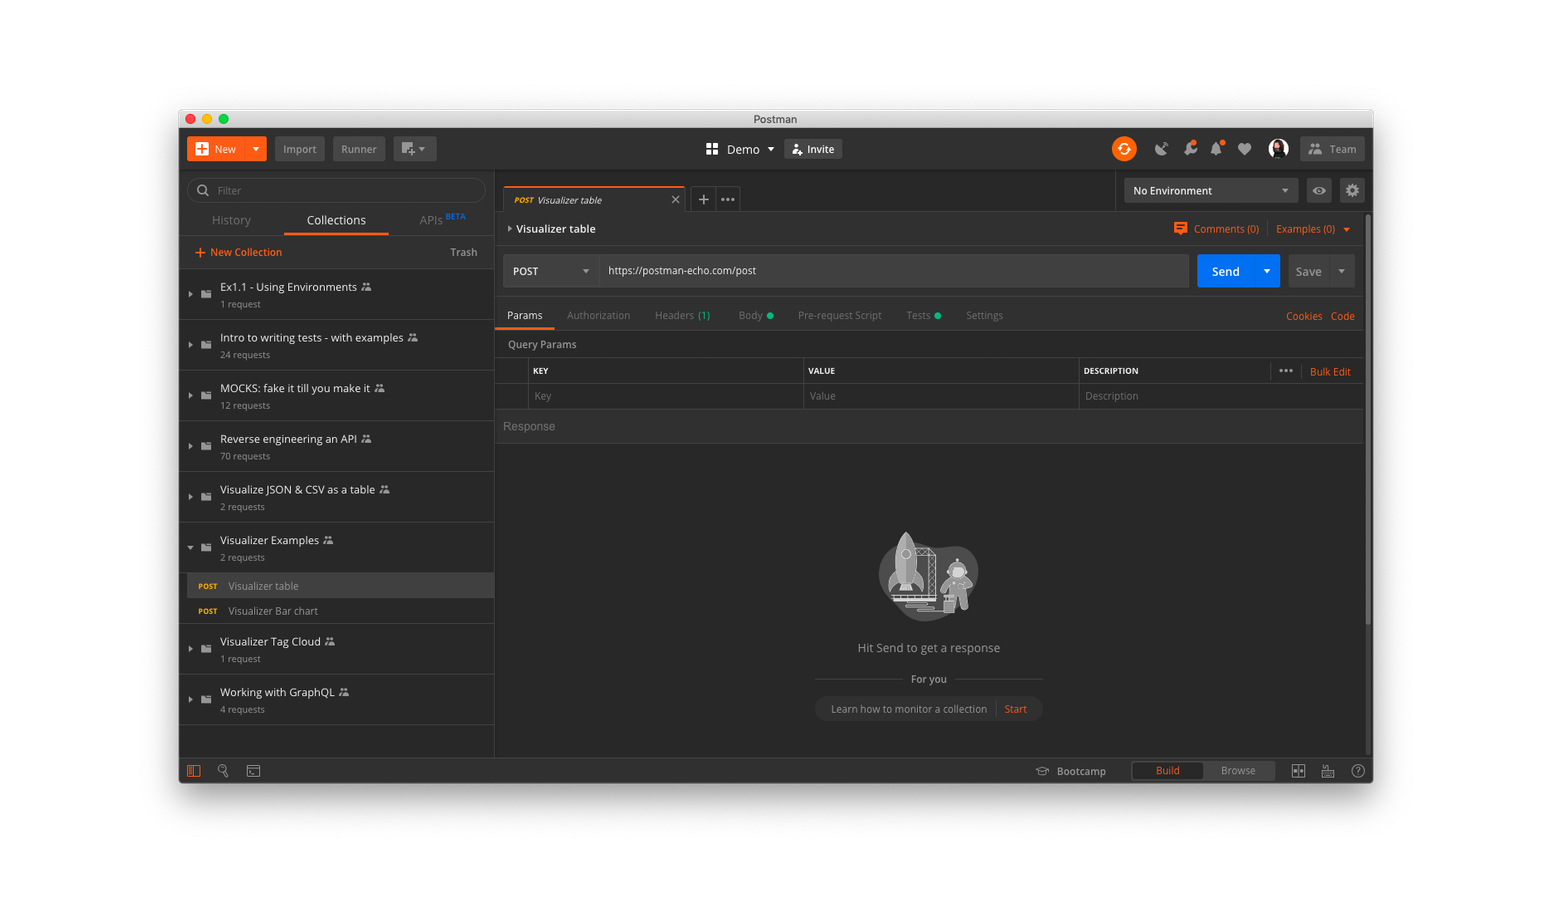 Postman
New
Import
Runner
Demo
Invite
Team
Filter
History
Collections
APIs BETA
New Collection
Trash
Ex1.1 - Using Environments
1 request
Intro to writing tests - with examples
24 requests
MOCKS: fake it till you make it
12 requests
Reverse engineering an API
70 requests
Visualize JSON & CSV as a table
2 requests
Visualizer Examples
2 requests
POST Visualizer table
POST Visualizer Bar chart
Visualizer Tag Cloud
1 request
Working with GraphQL
4 requests
POST Visualizer table
No Environment
Visualizer table
Comments (0)
Examples (0)
POST
https://postman-echo.com/post
Send
Save
Params
Authorization
Headers (1)
Body
Pre-request Script
Tests
Settings
Cookies
Code
Query Params
KEY
VALUE
DESCRIPTION
Bulk Edit
Key
Value
Description
Response
Hit Send to get a response
For you
Learn how to monitor a collection
Start
Bootcamp
Build
Browse